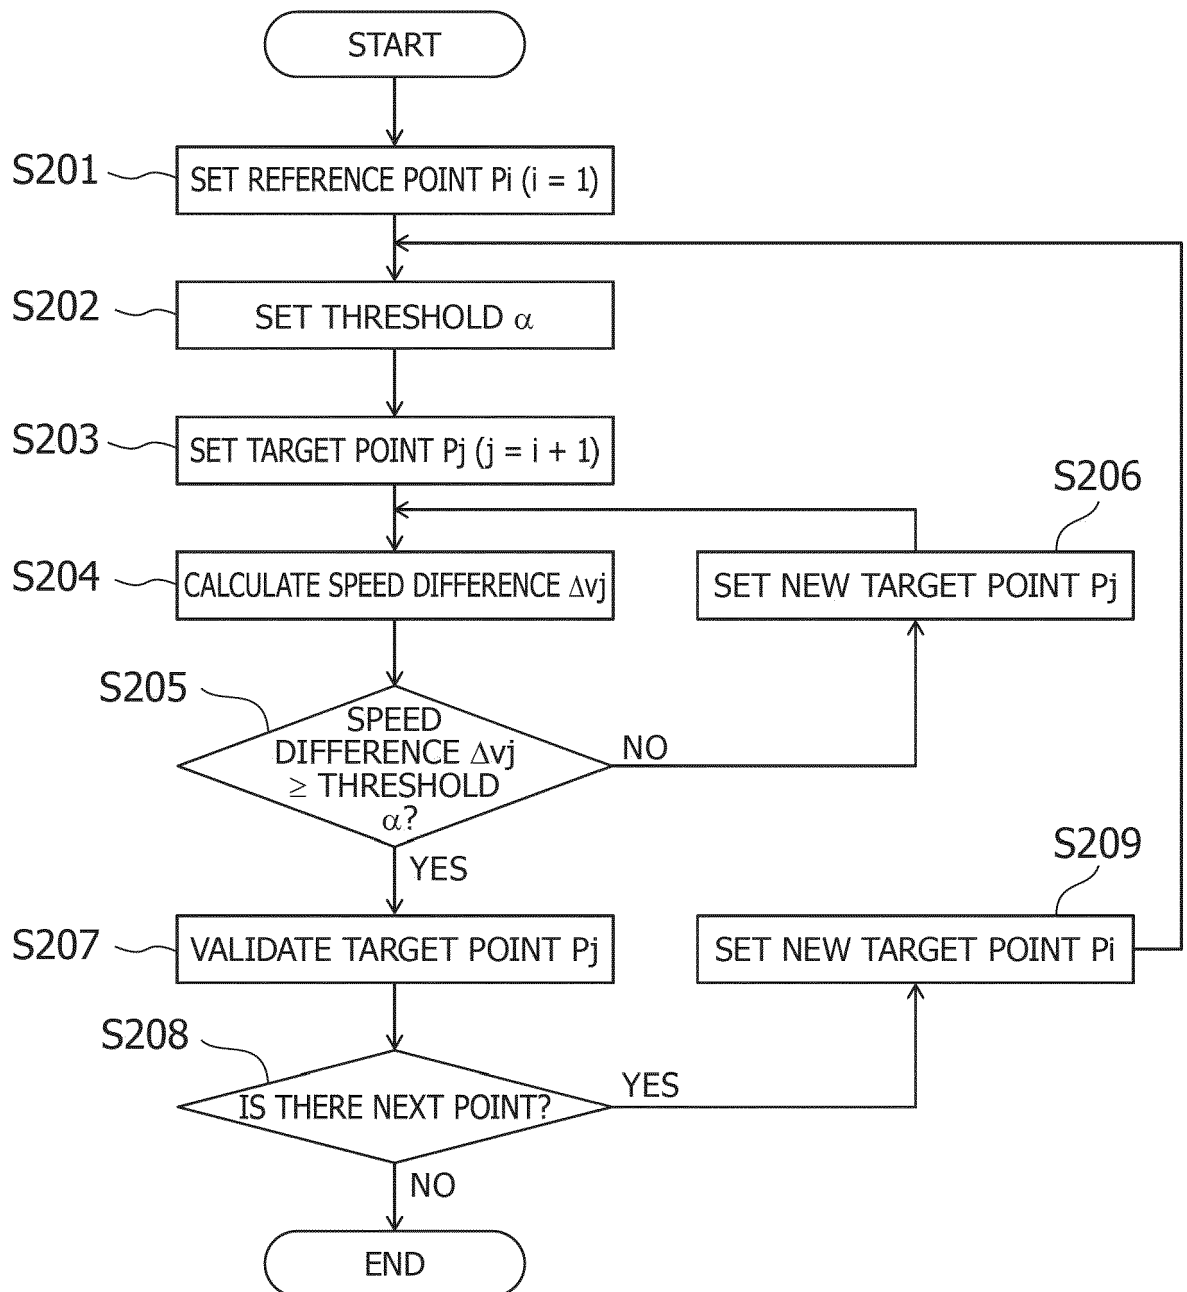 START
S201
SET REFERENCE POINT Pi (i = 1)
S202
SET THRESHOLD α
S203
SET TARGET POINT Pj (j = i + 1)
S206
S204
CALCULATE SPEED DIFFERENCE Δvj
SET NEW TARGET POINT Pj
S205
SPEED
DIFFERENCE Δvj
≥ THRESHOLD
α?
NO
YES
S209
S207
VALIDATE TARGET POINT Pj
SET NEW TARGET POINT Pi
S208
IS THERE NEXT POINT?
YES
NO
END